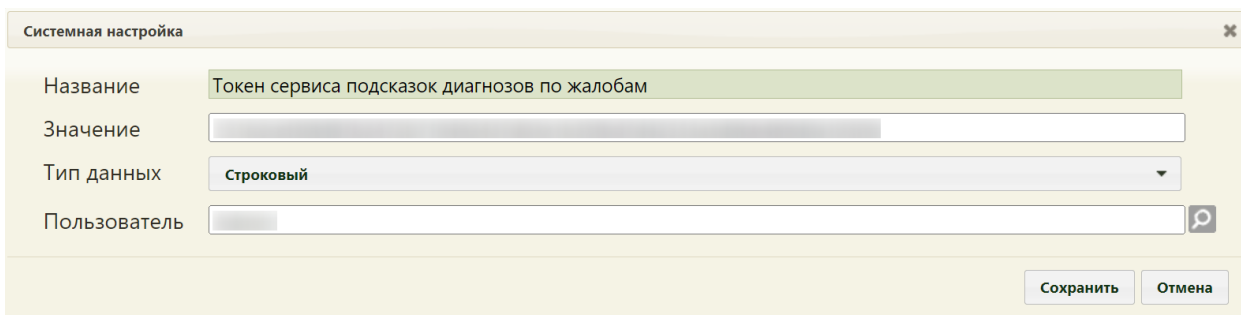 Системная настройка
Название Токен сервиса подсказок диагнозов по жалобам
Значение
Тип данных Строковый
Пользователь
Сохранить Отмена